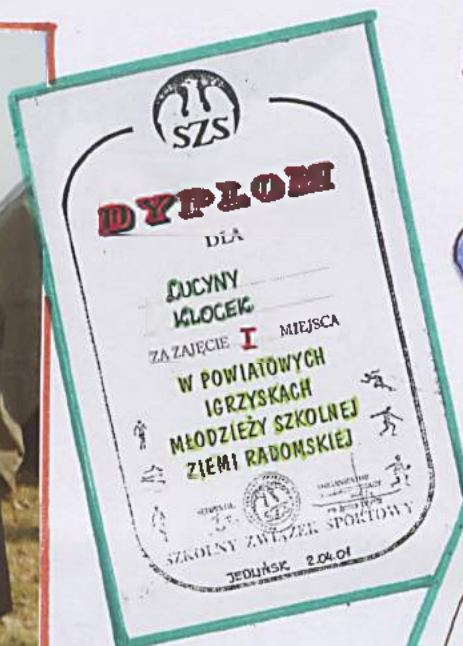 SZS
DYPLOM
DLA
LUCYNY
KLOCEK
ZA ZAJĘCIE I MIEJSCA
W POWIATOWYCH
IGRZYSKACH
MŁODZIEŻY SZKOLNEJ
ZIEMI RADOMSKIEJ
SZKOLNY ZWIĄZEK SPORTOWY
JEDLIŃSK 2.04.01